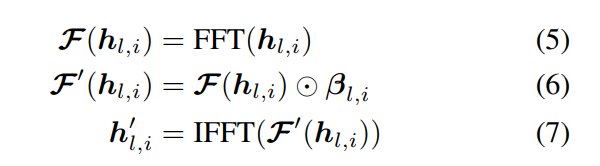 𝓕(𝒉_{l,i}) = FFT(𝒉_{l,i}) (5)
𝓕′(𝒉_{l,i}) = 𝓕(𝒉_{l,i}) ⊙ 𝜷_{l,i} (6)
𝒉′_{l,i} = IFFT(𝓕′(𝒉_{l,i})) (7)